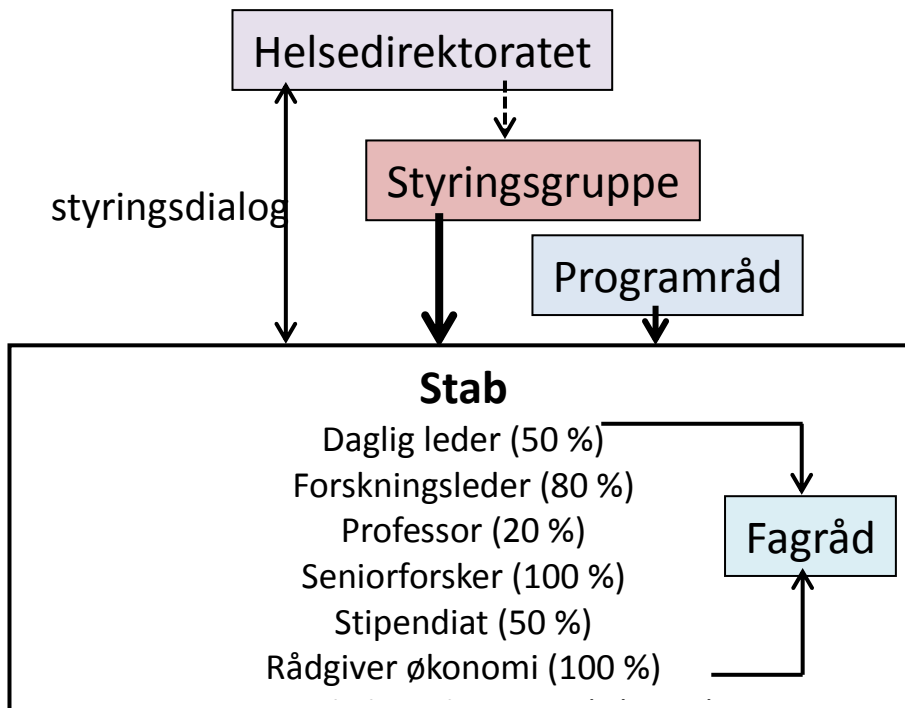 Helsedirektoratet
Styringsgruppe
styringsdialog
Programråd
Stab
Daglig leder (50 %)
Forskningsleder (80 %)
Professor (20 %)
Fagråd
Seniorforsker (100 %)
Stipendiat (50 %)
Rådgiver økonomi (100 %)